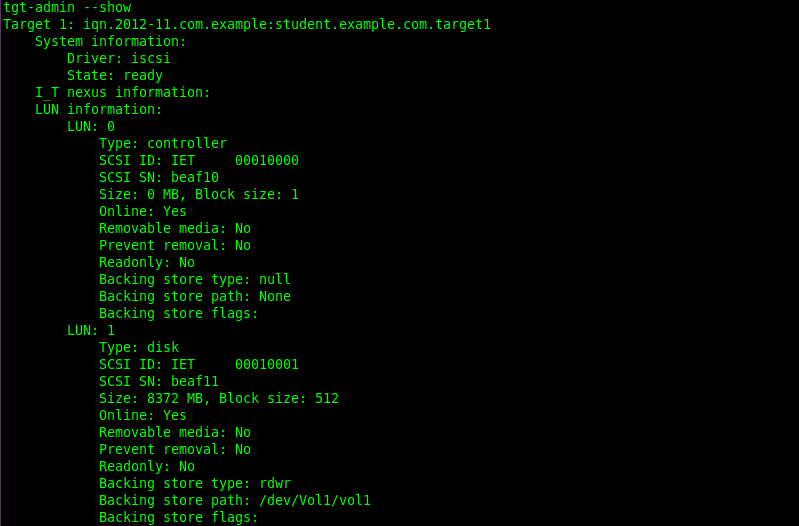 tgt-admin --show
Target 1: iqn.2012-11.com.example:student.example.com.target1
    System information:
        Driver: iscsi
        State: ready
    I_T nexus information:
    LUN information:
        LUN: 0
            Type: controller
            SCSI ID: IET     00010000
            SCSI SN: beaf10
            Size: 0 MB, Block size: 1
            Online: Yes
            Removable media: No
            Prevent removal: No
            Readonly: No
            Backing store type: null
            Backing store path: None
            Backing store flags:
        LUN: 1
            Type: disk
            SCSI ID: IET     00010001
            SCSI SN: beaf11
            Size: 8372 MB, Block size: 512
            Online: Yes
            Removable media: No
            Prevent removal: No
            Readonly: No
            Backing store type: rdwr
            Backing store path: /dev/Vol1/vol1
            Backing store flags: